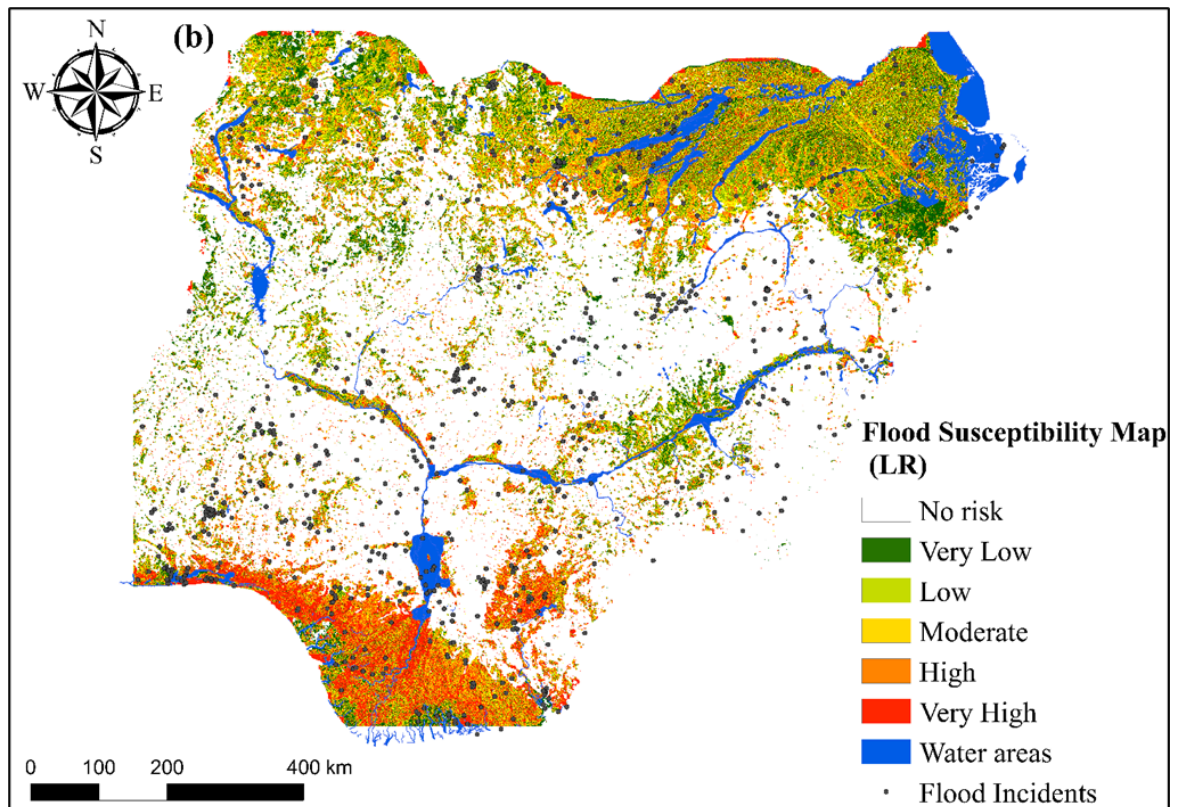 (b)
N
W E
S
Flood Susceptibility Map
(LR)
No risk
Very Low
Low
Moderate
High
Very High
Water areas
Flood Incidents
0 100 200 400 km